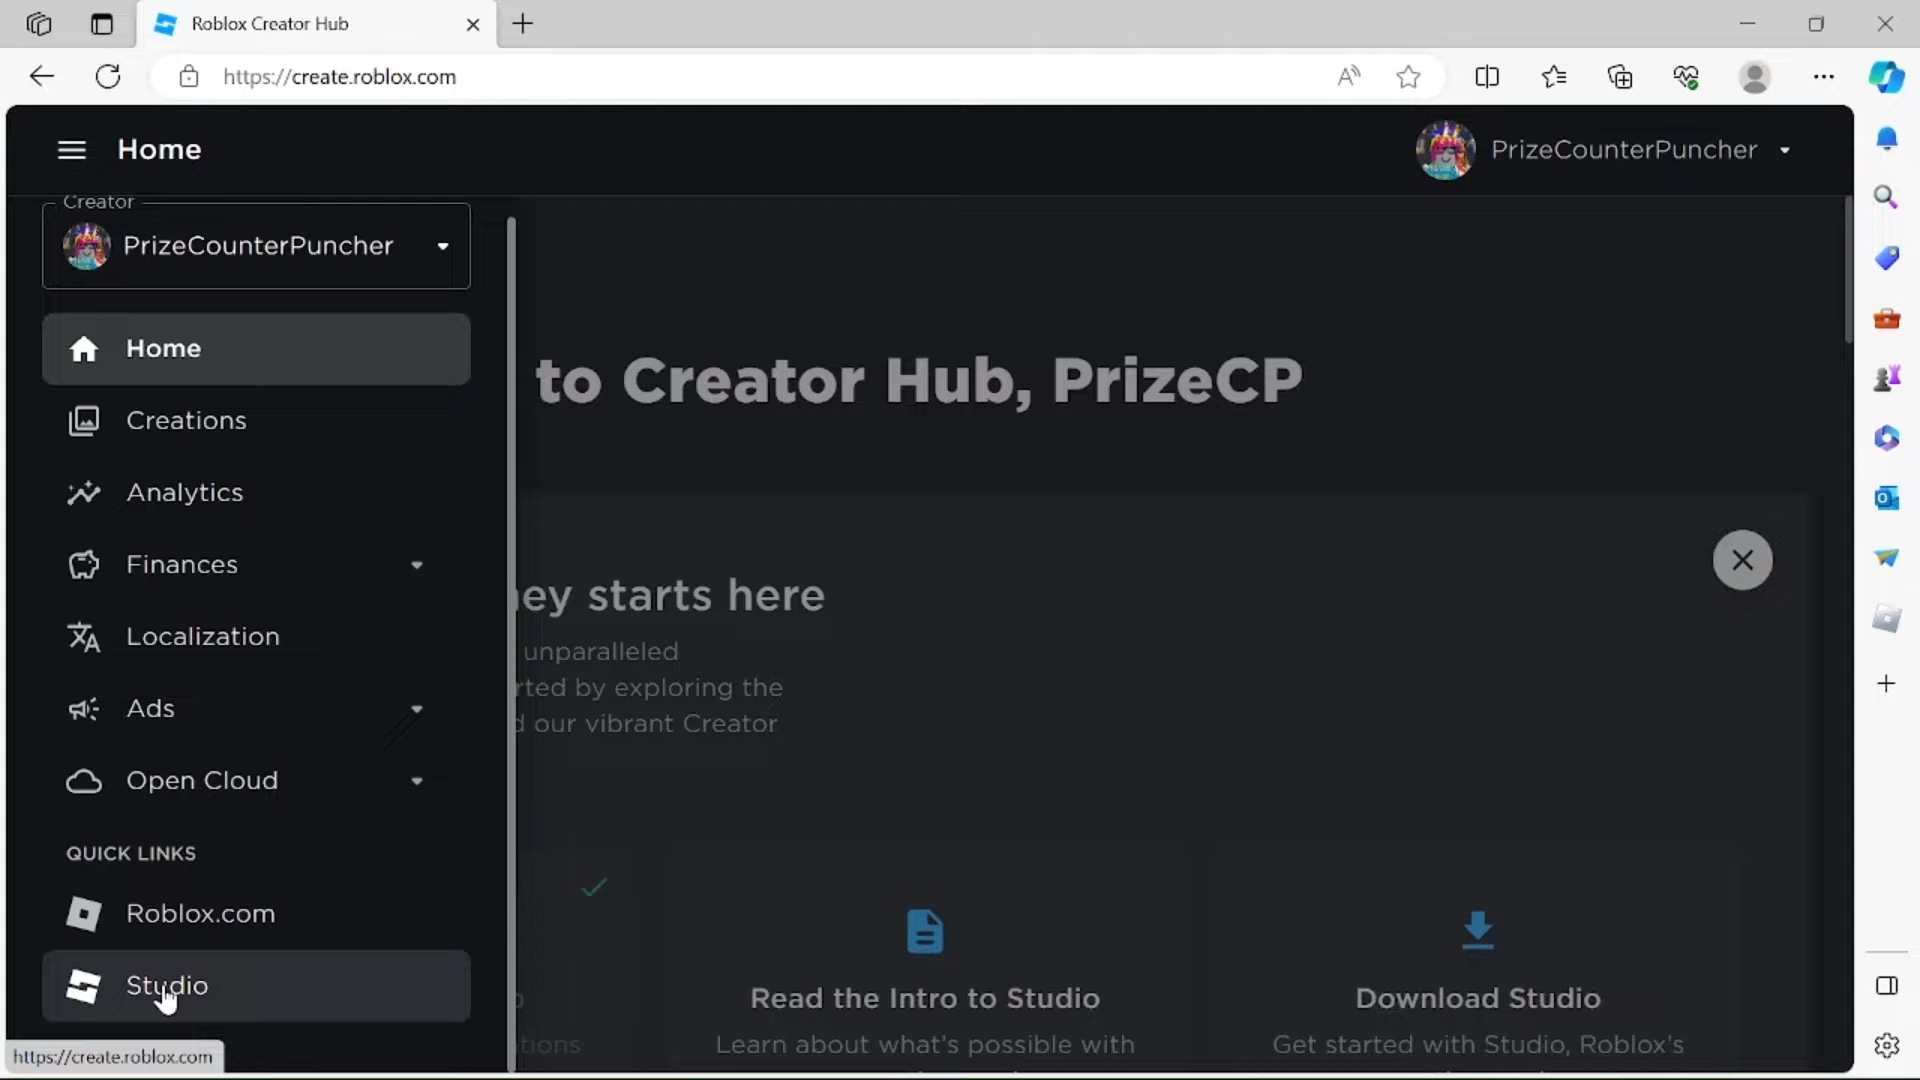 Roblox Creator Hub
https://create.roblox.com
Home
PrizeCounterPuncher
Creator
PrizeCounterPuncher
Home
Creations
Analytics
Finances
Localization
Ads
Open Cloud
QUICK LINKS
Roblox.com
Studio
https://create.roblox.com
to Creator Hub, PrizeCP
ey starts here
unparalleled
rted by exploring the
d our vibrant Creator
tions
Read the Intro to Studio
Learn about what's possible with
Download Studio
Get started with Studio, Roblox's